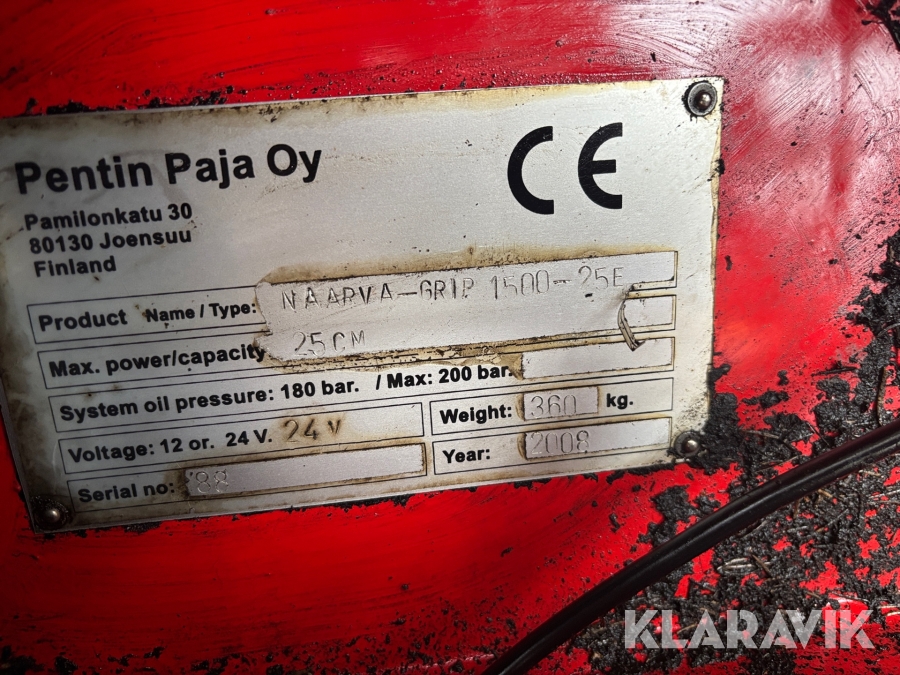 Pentin Paja Oy
CE
Pamilonkatu 30
80130 Joensuu
Finland
Product Name / Type: NAARVA-GRIP 1500-25E
Max. power/capacity 25CM
System oil pressure: 180 bar. / Max: 200 bar.
Voltage: 12 or. 24 V. 24V
Weight: 360 kg.
Serial no: 88
Year: 2008
KLARAVIK